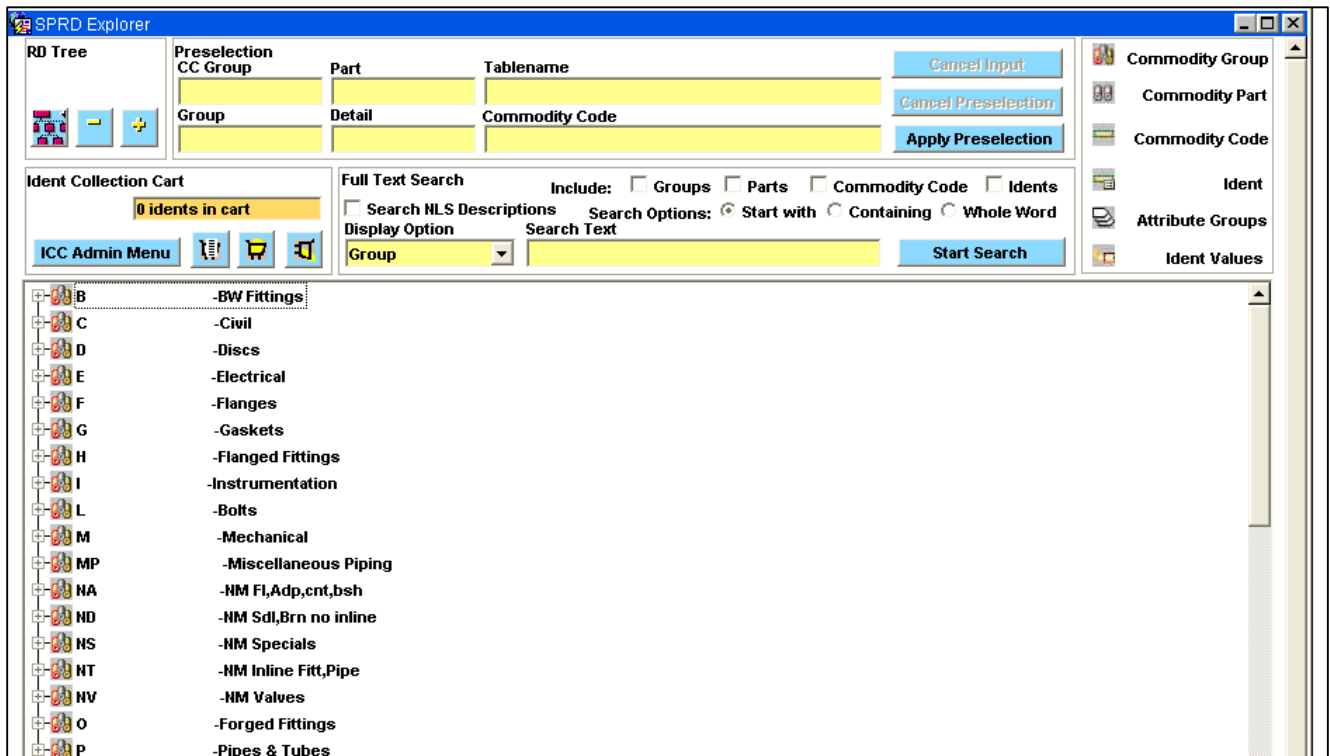 SPRD Explorer
RD Tree
Preselection
CC Group Part Tablename
Cancel Input
Cancel Preselection
Group Detail Commodity Code
Apply Preselection
Commodity Group
Commodity Part
Commodity Code
Ident
Attribute Groups
Ident Values
Ident Collection Cart
0 idents in cart
ICC Admin Menu
Full Text Search
Include: Groups Parts Commodity Code Idents
Search NLS Descriptions Search Options: Start with Containing Whole Word
Display Option Search Text
Group
Start Search
B -BW Fittings
C -Civil
D -Discs
E -Electrical
F -Flanges
G -Gaskets
H -Flanged Fittings
I -Instrumentation
L -Bolts
M -Mechanical
MP -Miscellaneous Piping
NA -NM Fl,Adp,cnt,bsh
ND -NM Sdl,Brn no inline
NS -NM Specials
NT -NM Inline Fitt,Pipe
NV -NM Valves
O -Forged Fittings
P -Pipes & Tubes